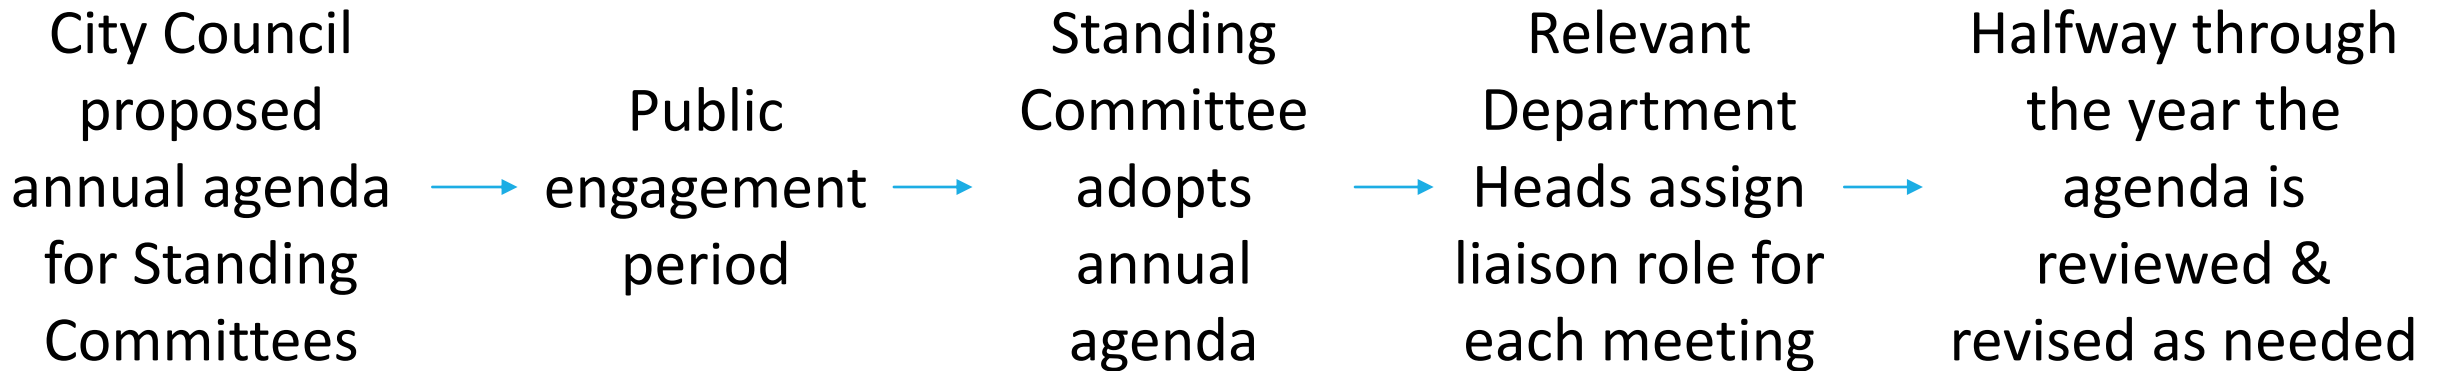 City Council
proposed
annual agenda
for Standing
Committees
Public
engagement
period
Standing
Committee
adopts
annual
agenda
Relevant
Department
Heads assign
liaison role for
each meeting
Halfway through
the year the
agenda is
reviewed &
revised as needed